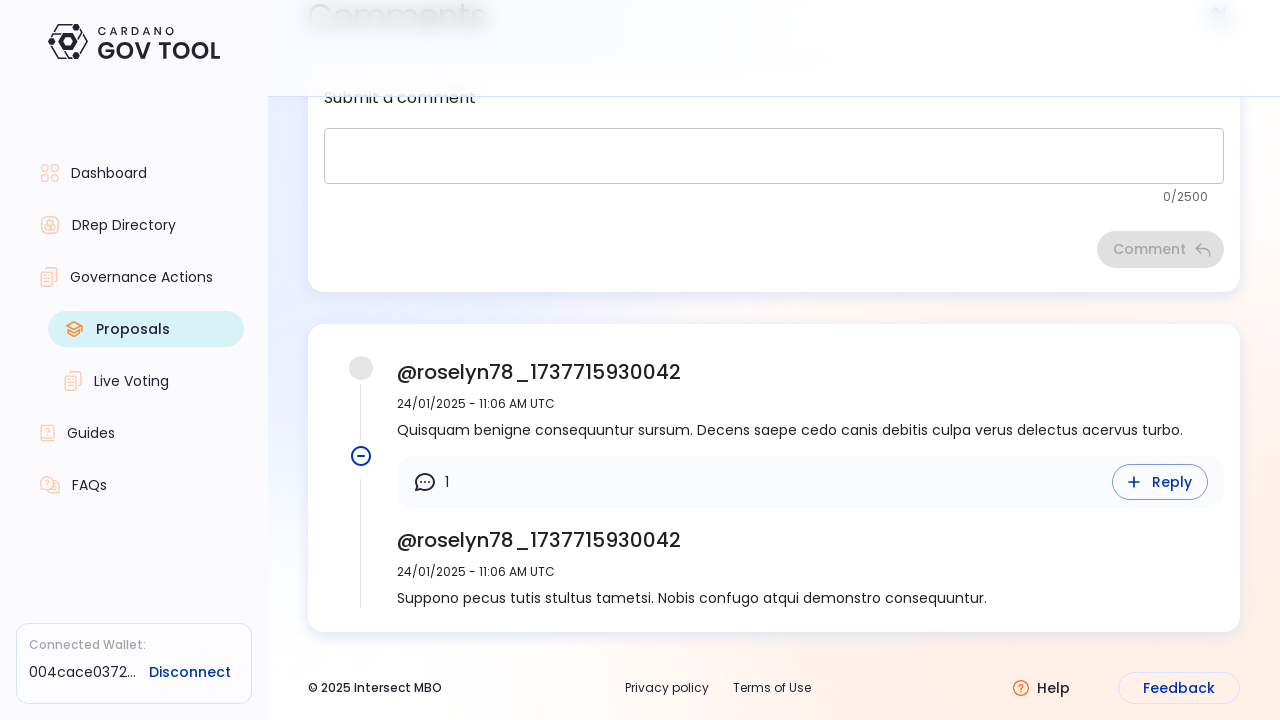 CARDANO
GOV TOOL
Dashboard
DRep Directory
Governance Actions
Proposals
Live Voting
Guides
FAQs
Connected Wallet:
004cace0372...
Disconnect
Comments
Submit a comment
0/2500
Comment
@roselyn78_1737715930042
24/01/2025 - 11:06 AM UTC
Quisquam benigne consequuntur sursum. Decens saepe cedo canis debitis culpa verus delectus acervus turbo.
1
Reply
@roselyn78_1737715930042
24/01/2025 - 11:06 AM UTC
Suppono pecus tutis stultus tametsi. Nobis confugo atqui demonstro consequuntur.
© 2025 Intersect MBO
Privacy policy
Terms of Use
Help
Feedback